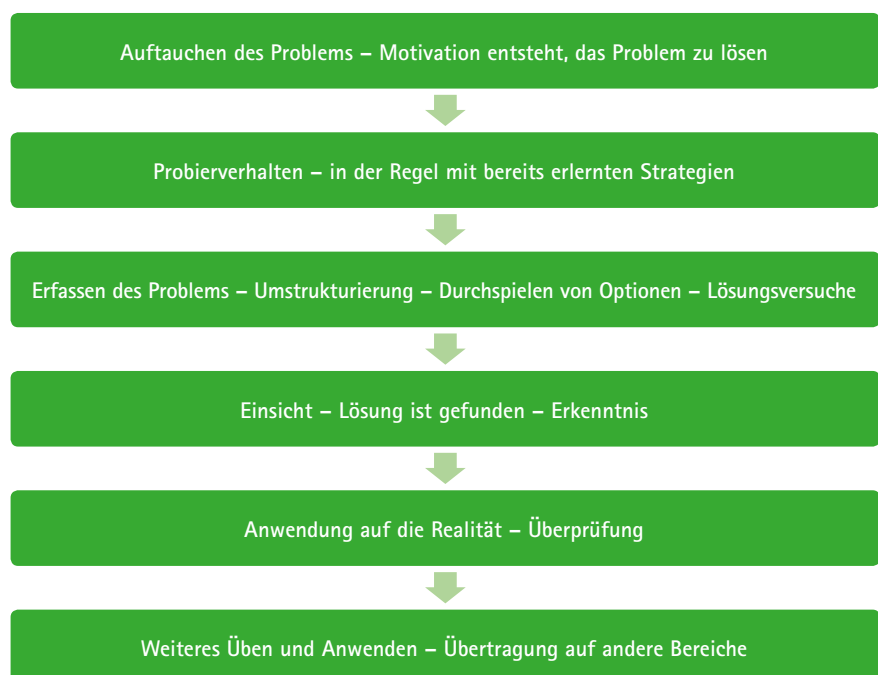 Auftauchen des Problems – Motivation entsteht, das Problem zu lösen
Probierverhalten – in der Regel mit bereits erlernten Strategien
Erfassen des Problems – Umstrukturierung – Durchspielen von Optionen – Lösungsversuche
Einsicht – Lösung ist gefunden – Erkenntnis
Anwendung auf die Realität – Überprüfung
Weiteres Üben und Anwenden – Übertragung auf andere Bereiche